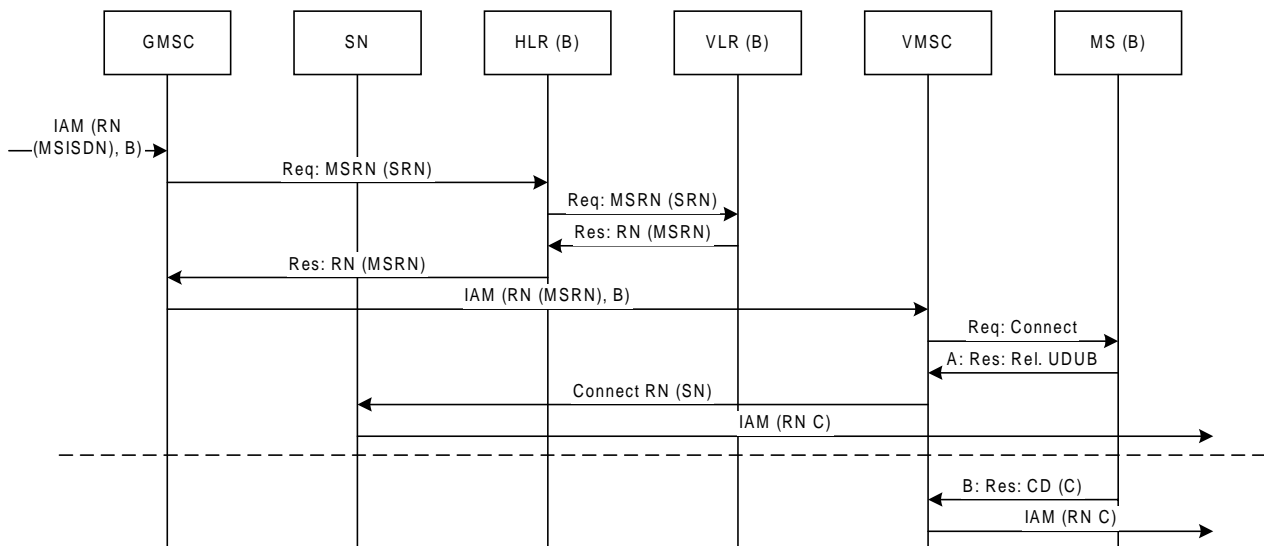 GMSC
SN
HLR (B)
VLR (B)
VMSC
MS (B)
IAM (RN
(MSISDN), B)
Req: MSRN (SRN)
Req: MSRN (SRN)
Res: RN (MSRN)
Res: RN (MSRN)
IAM (RN (MSRN), B)
Req: Connect
A: Res: Rel. UDUB
Connect RN (SN)
IAM (RN C)
B: Res: CD (C)
IAM (RN C)